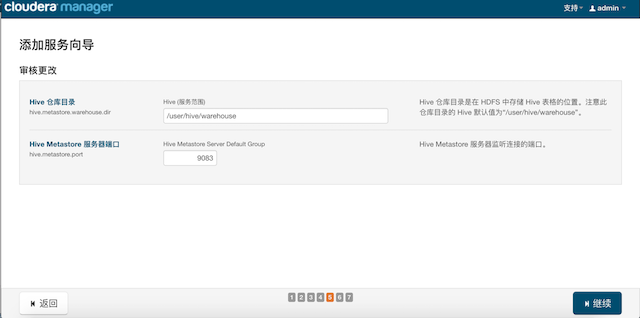 cloudera manager
支持 admin
添加服务向导
审核更改
Hive 仓库目录
hive.metastore.warehouse.dir
Hive (服务范围)
/user/hive/warehouse
Hive 仓库目录是在 HDFS 中存储 Hive 表格的位置。注意此
仓库目录的 Hive 默认值为“/user/hive/warehouse”。
Hive Metastore 服务器端口
hive.metastore.port
Hive Metastore Server Default Group
9083
Hive Metastore 服务器监听连接的端口。
返回
1 2 3 4 5 6 7
继续